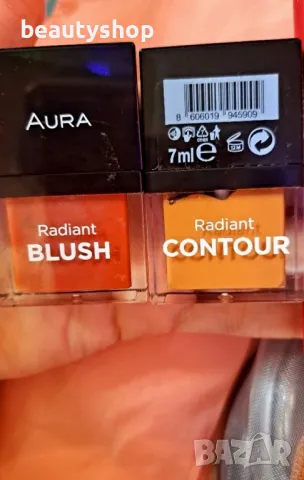 beautyshop
AURA
8 606019 945909
7ml e
Radiant
BLUSH
Radiant
CONTOUR
BAZAR